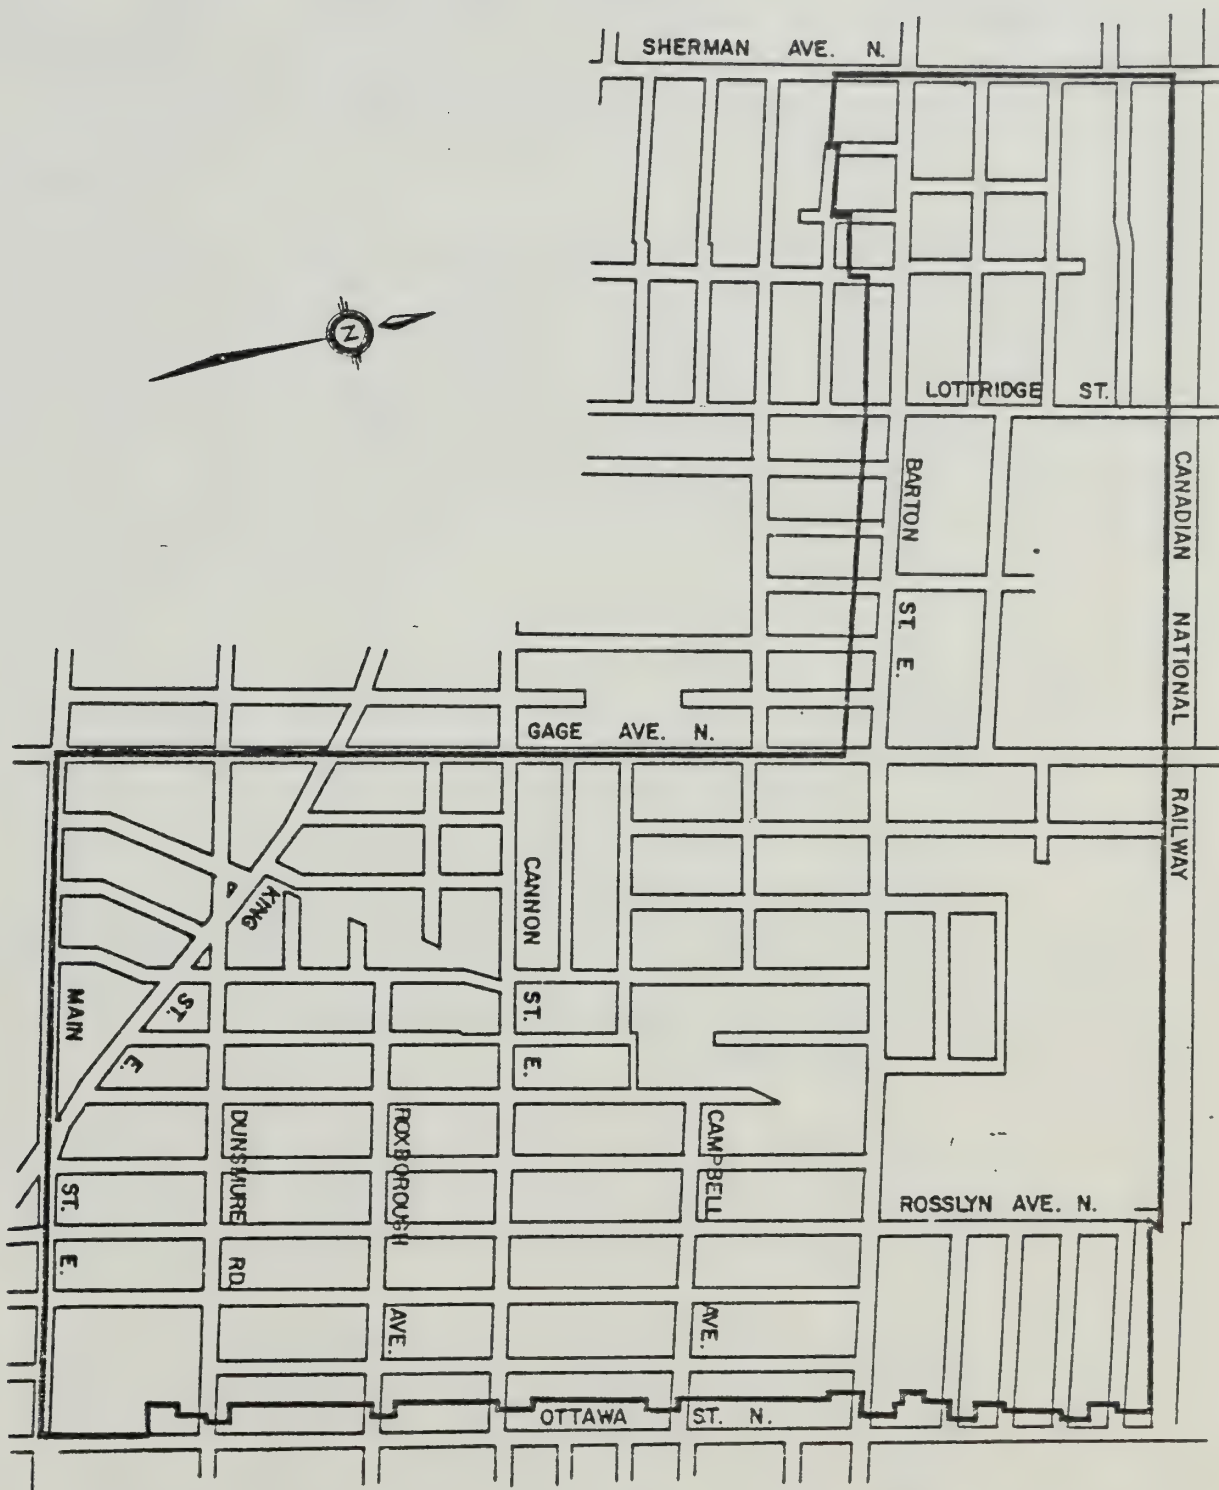 SHERMAN AVE. N.
N
LOTTRIDGE ST.
BARTON ST. E.
CANADIAN NATIONAL RAILWAY
GAGE AVE. N.
KING ST. E.
CANNON ST. E.
MAIN ST. E.
DUNSMURE RD.
ROXBOROUGH AVE.
CAMPBELL AVE.
ROSSLYN AVE. N.
OTTAWA ST. N.